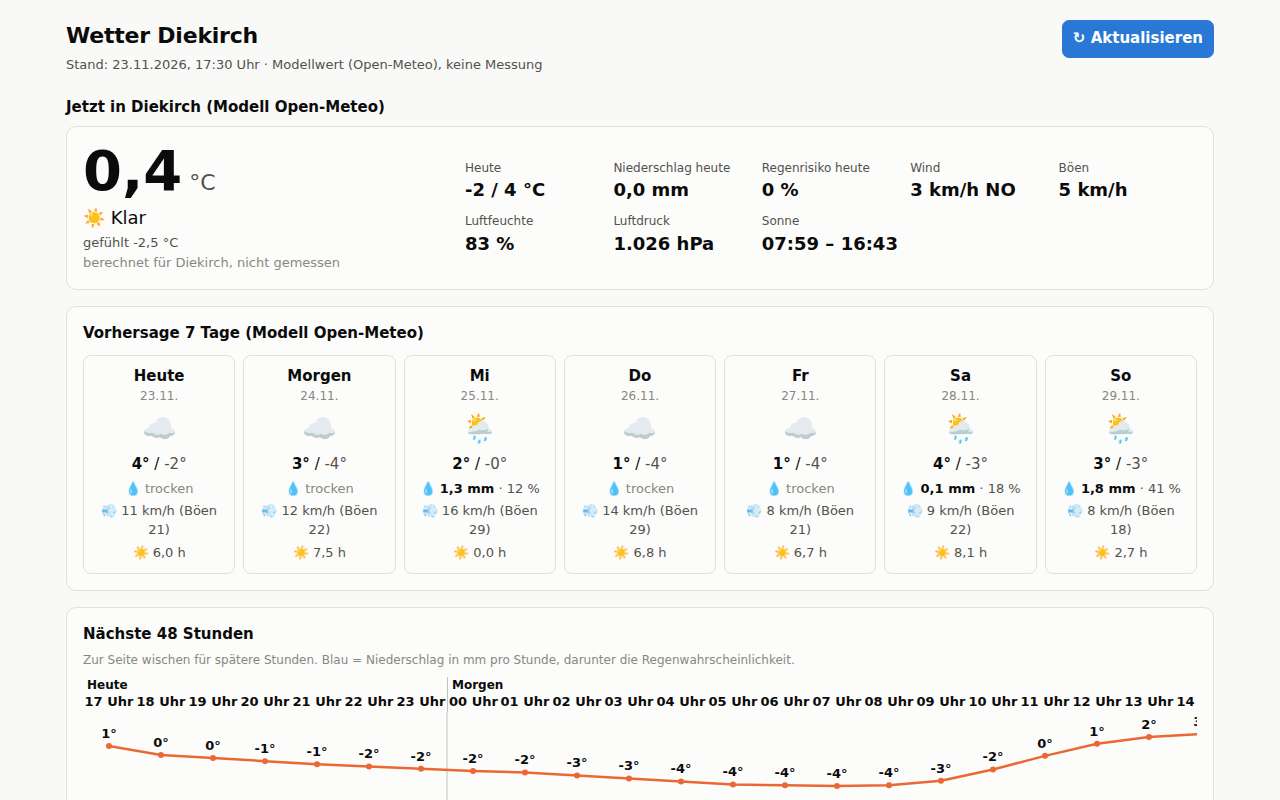 Wetter Diekirch
↻ Aktualisieren
Stand: 23.11.2026, 17:30 Uhr · Modellwert (Open-Meteo), keine Messung
Jetzt in Diekirch (Modell Open-Meteo)
0,4 °C
Klar
gefühlt -2,5 °C
berechnet für Diekirch, nicht gemessen
Heute
-2 / 4 °C
Niederschlag heute
0,0 mm
Regenrisiko heute
0 %
Wind
3 km/h NO
Böen
5 km/h
Luftfeuchte
83 %
Luftdruck
1.026 hPa
Sonne
07:59 – 16:43
Vorhersage 7 Tage (Modell Open-Meteo)
Heute
23.11.
4° / -2°
trocken
11 km/h (Böen
21)
6,0 h
Morgen
24.11.
3° / -4°
trocken
12 km/h (Böen
22)
7,5 h
Mi
25.11.
2° / -0°
1,3 mm · 12 %
16 km/h (Böen
29)
0,0 h
Do
26.11.
1° / -4°
trocken
14 km/h (Böen
29)
6,8 h
Fr
27.11.
1° / -4°
trocken
8 km/h (Böen
21)
6,7 h
Sa
28.11.
4° / -3°
0,1 mm · 18 %
9 km/h (Böen
22)
8,1 h
So
29.11.
3° / -3°
1,8 mm · 41 %
8 km/h (Böen
18)
2,7 h
Nächste 48 Stunden
Zur Seite wischen für spätere Stunden. Blau = Niederschlag in mm pro Stunde, darunter die Regenwahrscheinlichkeit.
Heute Morgen
17 Uhr 18 Uhr 19 Uhr 20 Uhr 21 Uhr 22 Uhr 23 Uhr 00 Uhr 01 Uhr 02 Uhr 03 Uhr 04 Uhr 05 Uhr 06 Uhr 07 Uhr 08 Uhr 09 Uhr 10 Uhr 11 Uhr 12 Uhr 13 Uhr 14
1° 0° 0° -1° -1° -2° -2° -2° -2° -3° -3° -4° -4° -4° -4° -4° -3° -2° 0° 1° 2°